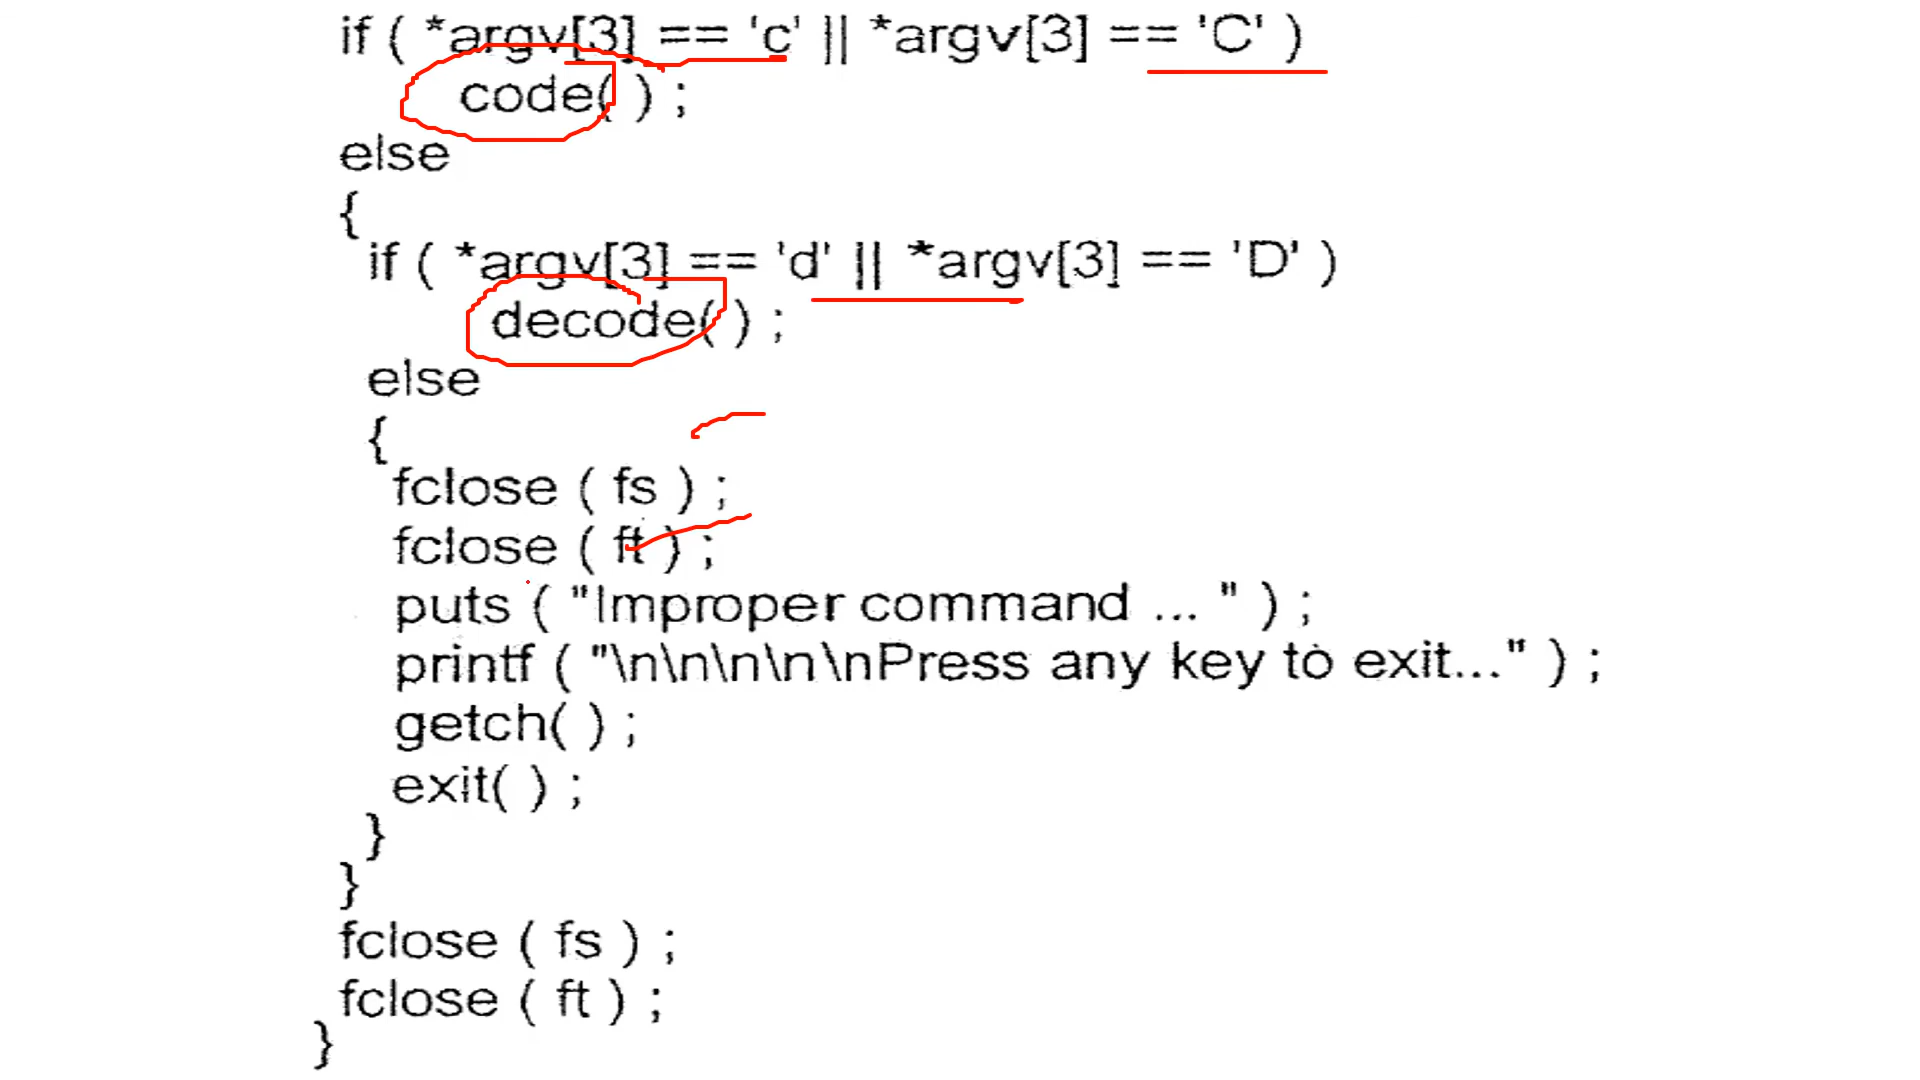 if ( *argv[3] == 'c' || *argv[3] == 'C' )
code( ) ;
else
{
if ( *argv[3] == 'd' || *argv[3] == 'D' )
decode( ) ;
else
{
fclose ( fs ) ;
fclose ( ft ) ;
puts ( "Improper command ... " ) ;
printf ( "\n\n\n\n\nPress any key to exit..." ) ;
getch( ) ;
exit( ) ;
}
}
fclose ( fs ) ;
fclose ( ft ) ;
}